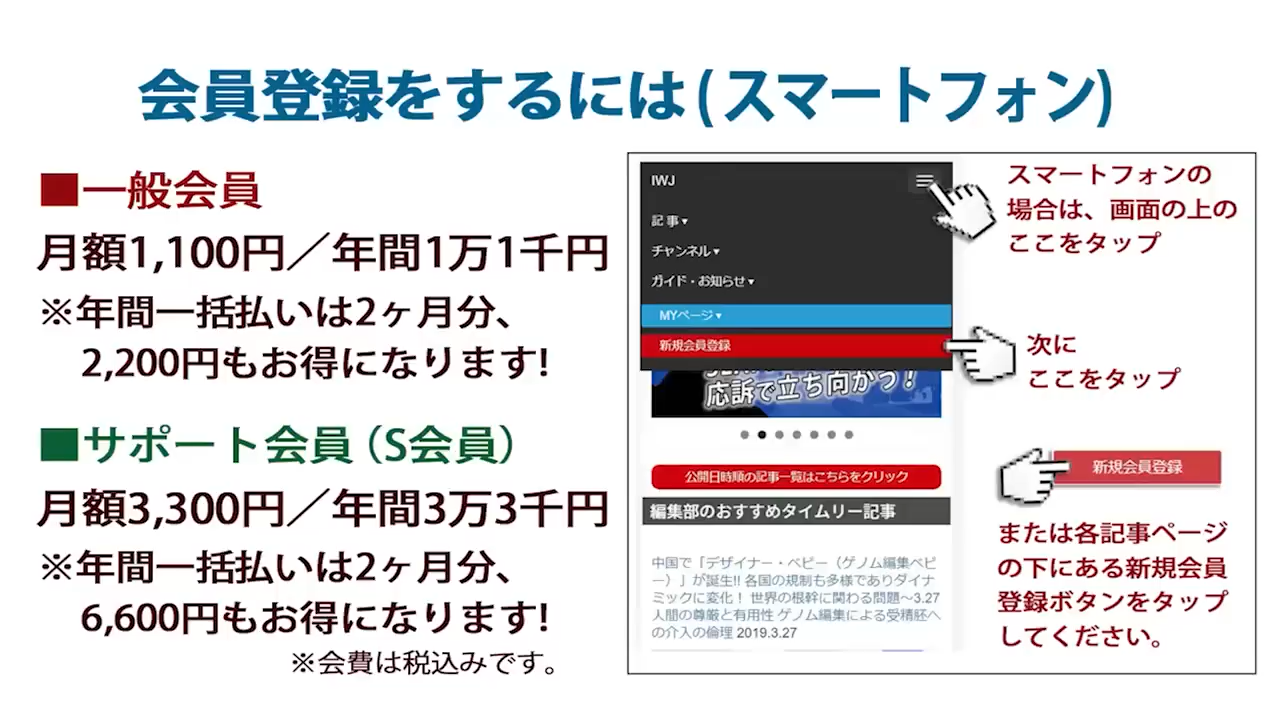 会員登録をするには(スマートフォン)
■一般会員
月額1,100円／年間1万1千円
※年間一括払いは2ヶ月分、
2,200円もお得になります!
■サポート会員（S会員）
月額3,300円／年間3万3千円
※年間一括払いは2ヶ月分、
6,600円もお得になります!
※会費は税込みです。
IWJ
記事▾
チャンネル▾
ガイド・お知らせ▾
MYページ▾
新規会員登録
応訴で立ち向かう！
公開日時順の記事一覧はこちらをクリック
編集部のおすすめタイムリー記事
中国で「デザイナー・ベビー（ゲノム編集ベビ
ー）」が誕生!! 各国の規制も多様でありダイナ
ミックに変化！ 世界の根幹に関わる問題〜3.27
人間の尊厳と有用性 ゲノム編集による受精胚へ
の介入の倫理 2019.3.27
スマートフォンの
場合は、画面の上の
ここをタップ
次に
ここをタップ
新規会員登録
または各記事ページ
の下にある新規会員
登録ボタンをタップ
してください。